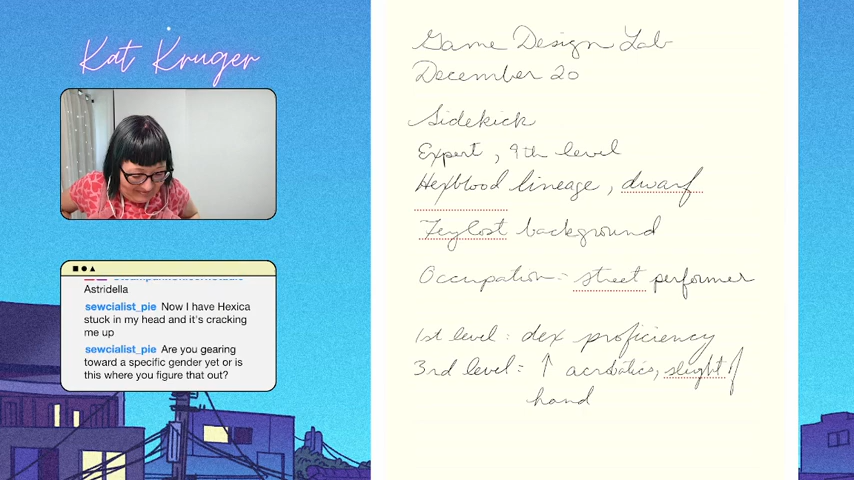 Kat Kruger
Astridella
sewcialist_pie Now I have Hexica
stuck in my head and it's cracking
me up
sewcialist_pie Are you gearing
toward a specific gender yet or is
this where you figure that out?
Game Design Lab
December 20
Sidekick
Expert, 9th level
Hexblood lineage, dwarf
Feylost background
Occupation: street performer
1st level: dex proficiency
3rd level: ↑ acrobatics, slight of
hand